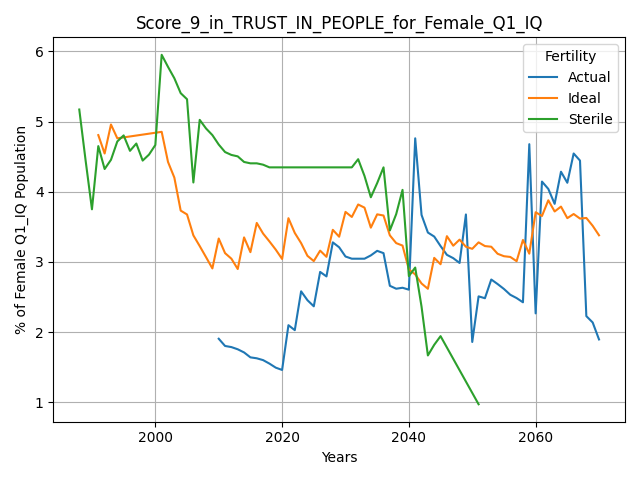 Score_9_in_TRUST_IN_PEOPLE_for_Female_Q1_IQ
Fertility
Actual
Ideal
Sterile
% of Female Q1_IQ Population
6
5
4
3
2
1
2000 2020 2040 2060
Years